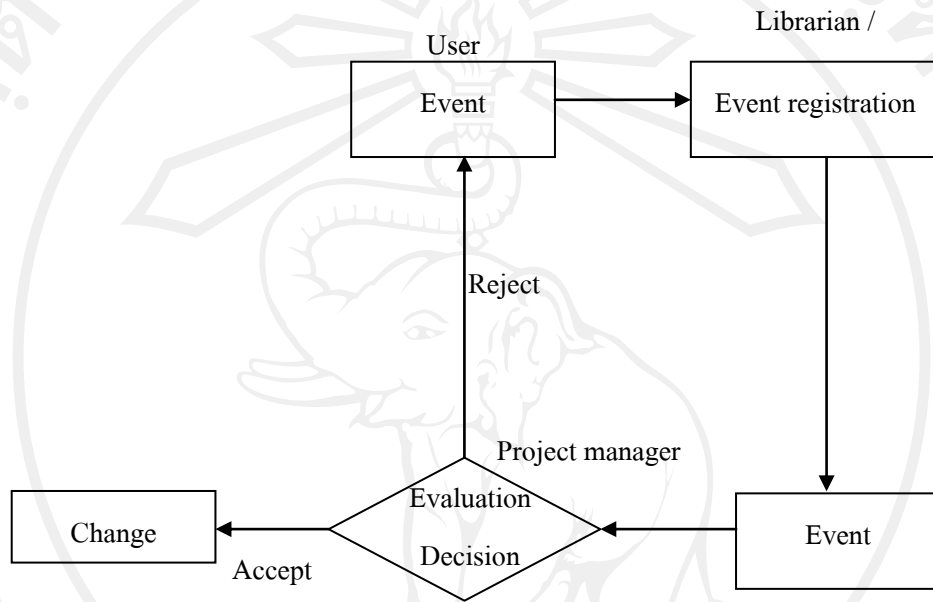 Librarian /
User
Event
Event registration
Reject
Project manager
Evaluation
Decision
Change
Accept
Event